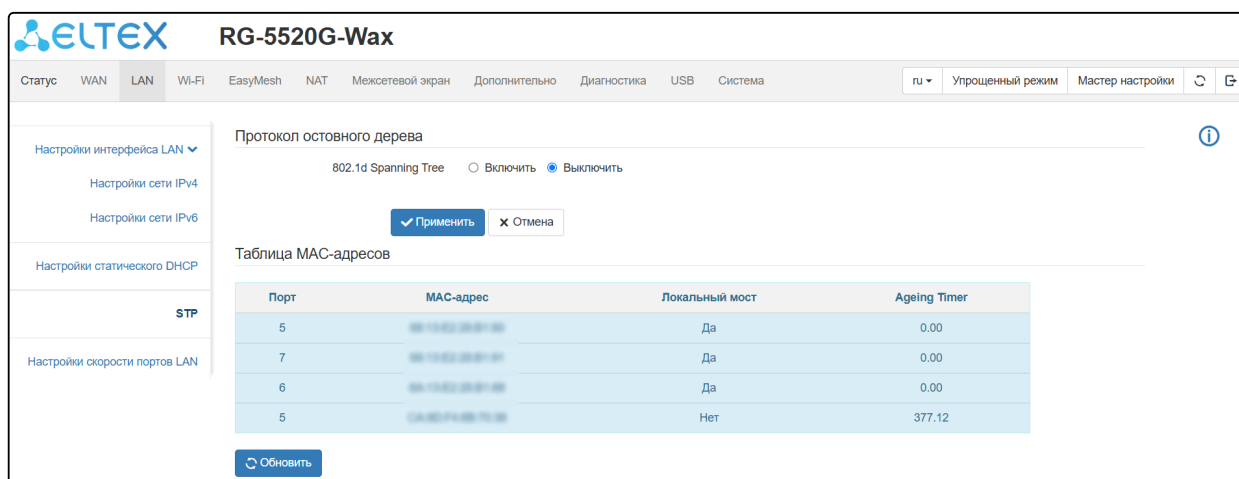 ELTEX RG-5520G-Wax
Статус WAN LAN Wi-Fi EasyMesh NAT Межсетевой экран Дополнительно Диагностика USB Система ru Упрощенный режим Мастер настройки
Настройки интерфейса LAN
Настройки сети IPv4
Настройки сети IPv6
Настройки статического DHCP
STP
Настройки скорости портов LAN
Протокол остовного дерева
802.1d Spanning Tree Включить Выключить
Применить Отмена
Таблица MAC-адресов
Порт MAC-адрес Локальный мост Ageing Timer
5 Да 0.00
7 Да 0.00
6 Да 0.00
5 Нет 377.12
Обновить